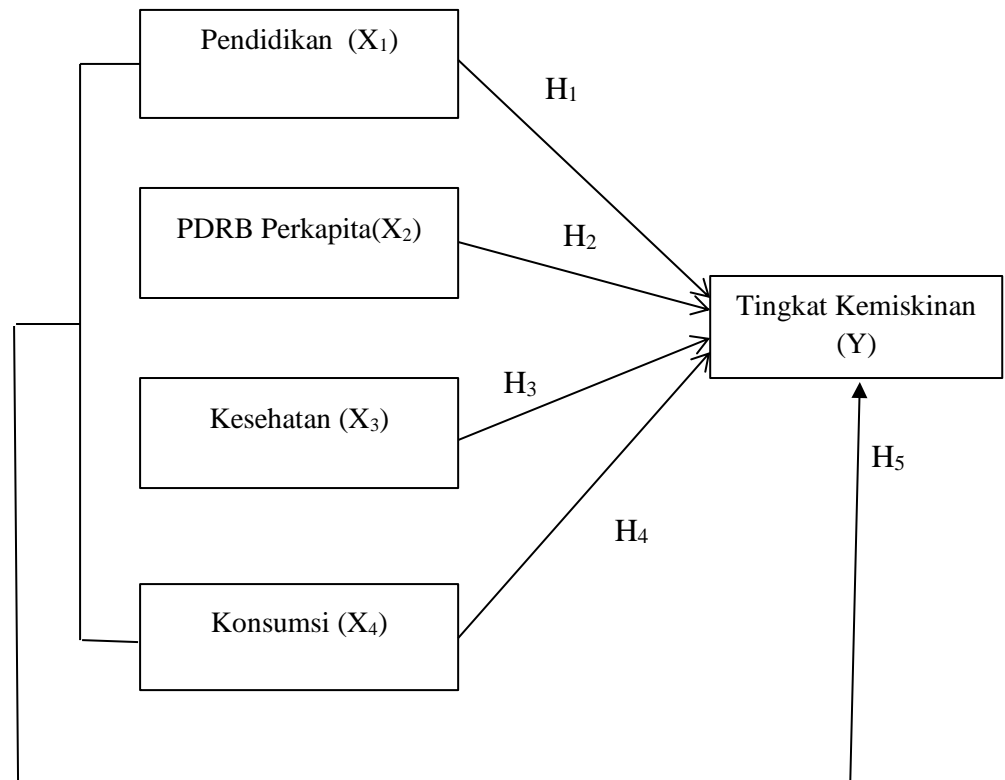 Pendidikan (X₁)
H₁
PDRB Perkapita(X₂)
H₂
Tingkat Kemiskinan
(Y)
Kesehatan (X₃)
H₃
H₅
H₄
Konsumsi (X₄)